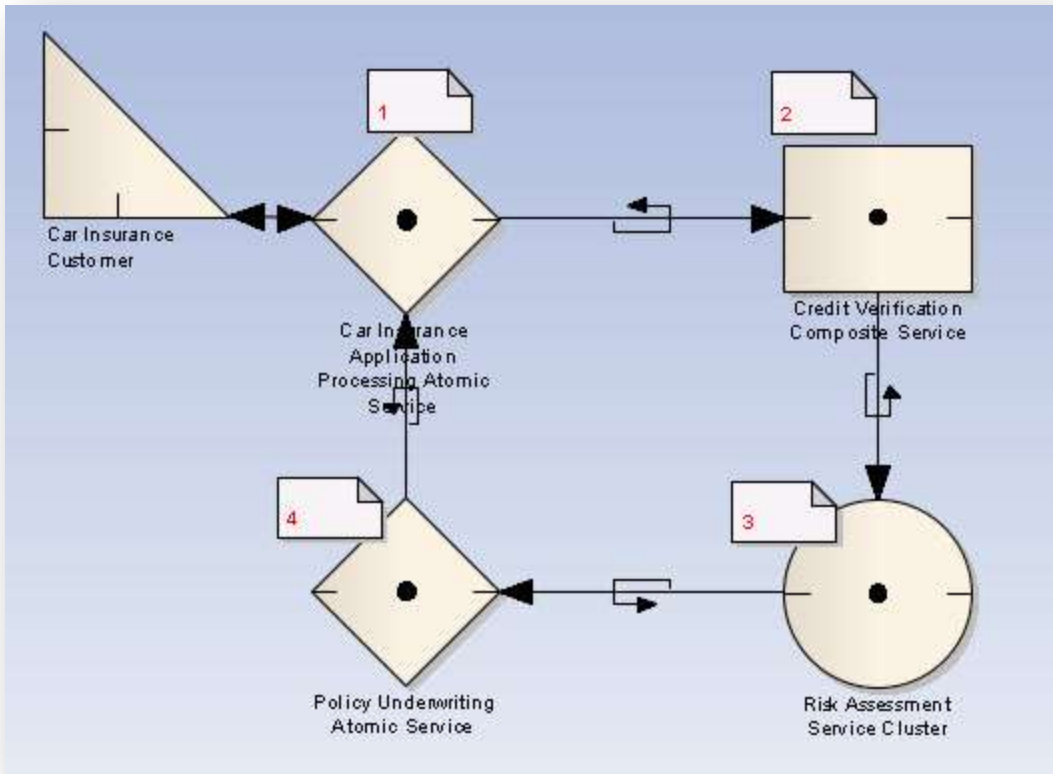 1
2
Car Insurance
Customer
Car Insurance
Application
Processing Atomic
Service
Credit Verification
Composite Service
4
3
Policy Underwriting
Atomic Service
Risk Assessment
Service Cluster